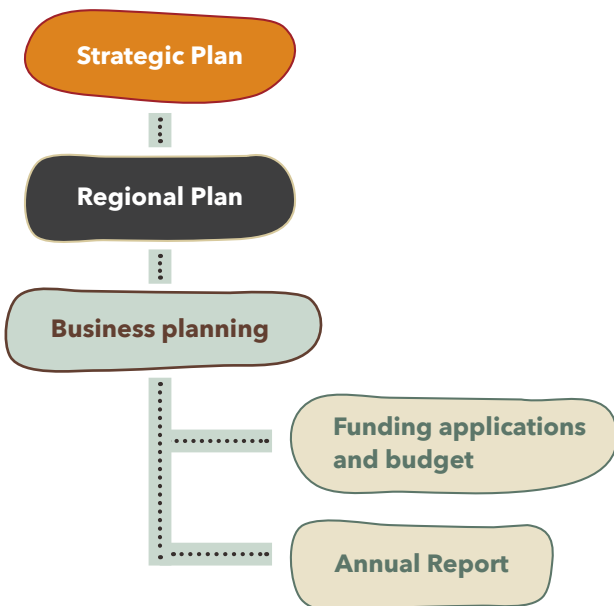 Strategic Plan
Regional Plan
Business planning
Funding applications
and budget
Annual Report